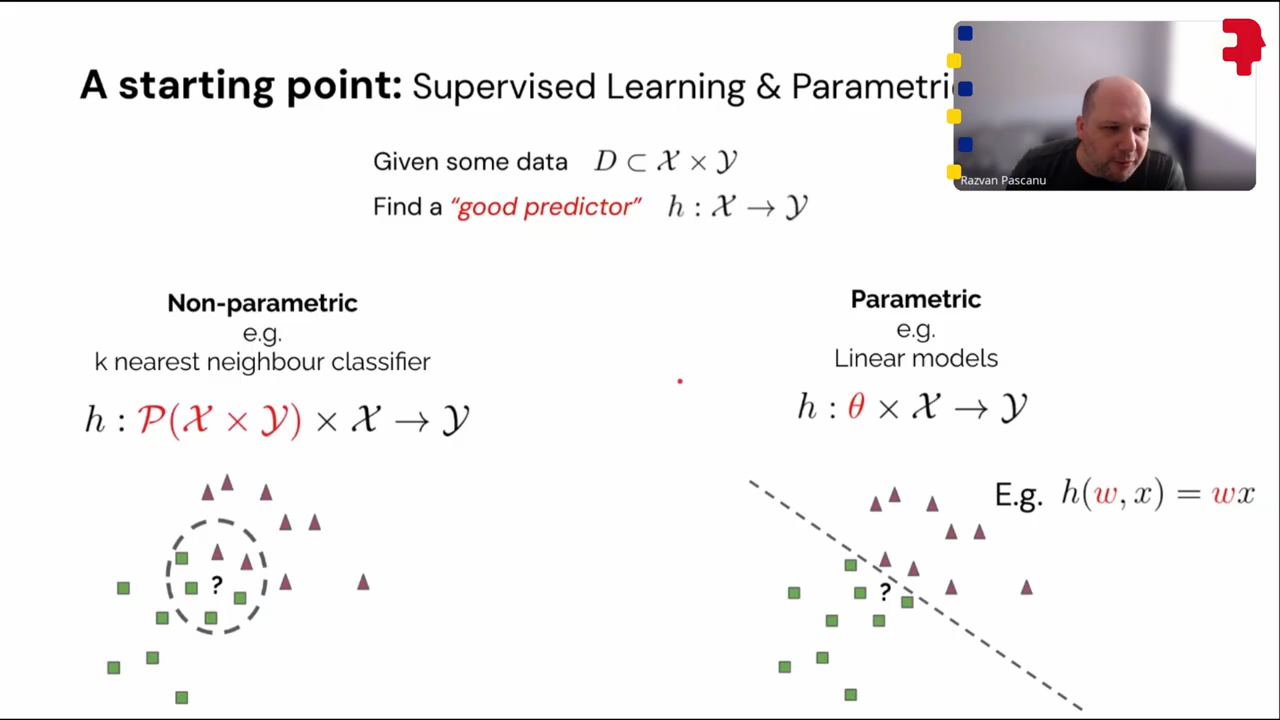 A starting point: Supervised Learning & Parametri
Razvan Pascanu
Given some data D ⊂ 𝒳 × 𝒴
Find a “good predictor” h : 𝒳 → 𝒴
Non-parametric
e.g.
k nearest neighbour classifier
h : 𝒫(𝒳 × 𝒴) × 𝒳 → 𝒴
?
Parametric
e.g.
Linear models
h : θ × 𝒳 → 𝒴
E.g. h(w, x) = wx
?